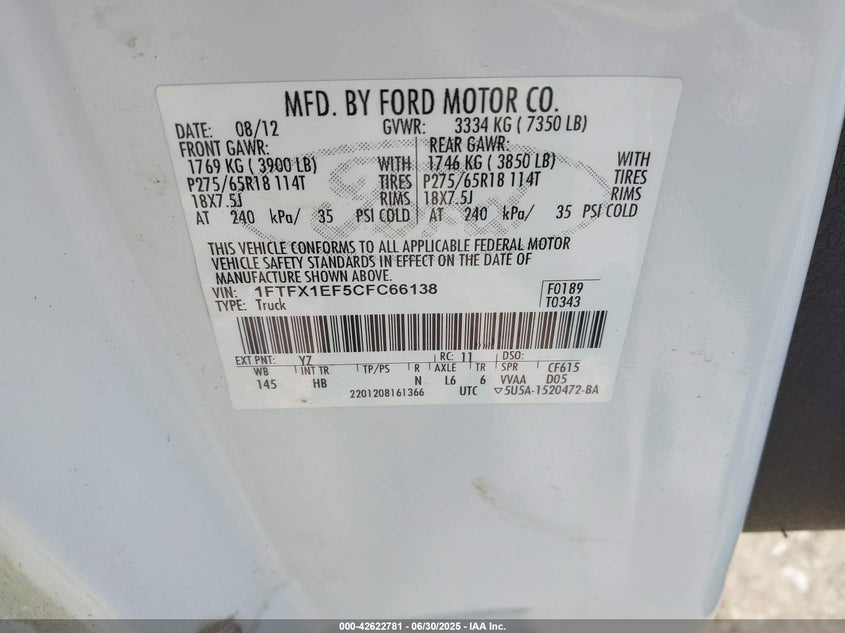 MFD. BY FORD MOTOR CO.
DATE: 08/12 GVWR: 3334 KG ( 7350 LB)
FRONT GAWR: REAR GAWR:
1769 KG ( 3900 LB) WITH 1746 KG ( 3850 LB) WITH
P275/65R18 114T TIRES P275/65R18 114T TIRES
18X7.5J RIMS 18X7.5J RIMS
AT 240 kPa/ 35 PSI COLD AT 240 kPa/ 35 PSI COLD
THIS VEHICLE CONFORMS TO ALL APPLICABLE FEDERAL MOTOR
VEHICLE SAFETY STANDARDS IN EFFECT ON THE DATE OF
MANUFACTURE SHOWN ABOVE.
VIN: 1FTFX1EF5CFC66138 F0189
TYPE: Truck T0343
EXT PNT: YZ RC: 11 DSO:
WB INT TR TP/PS R AXLE TR SPR CF615
145 HB N L6 6 VVAA D05
2201208161366 UTC ▽5U5A-1520472-BA
000-42622781 - 06/30/2025 - IAA Inc.